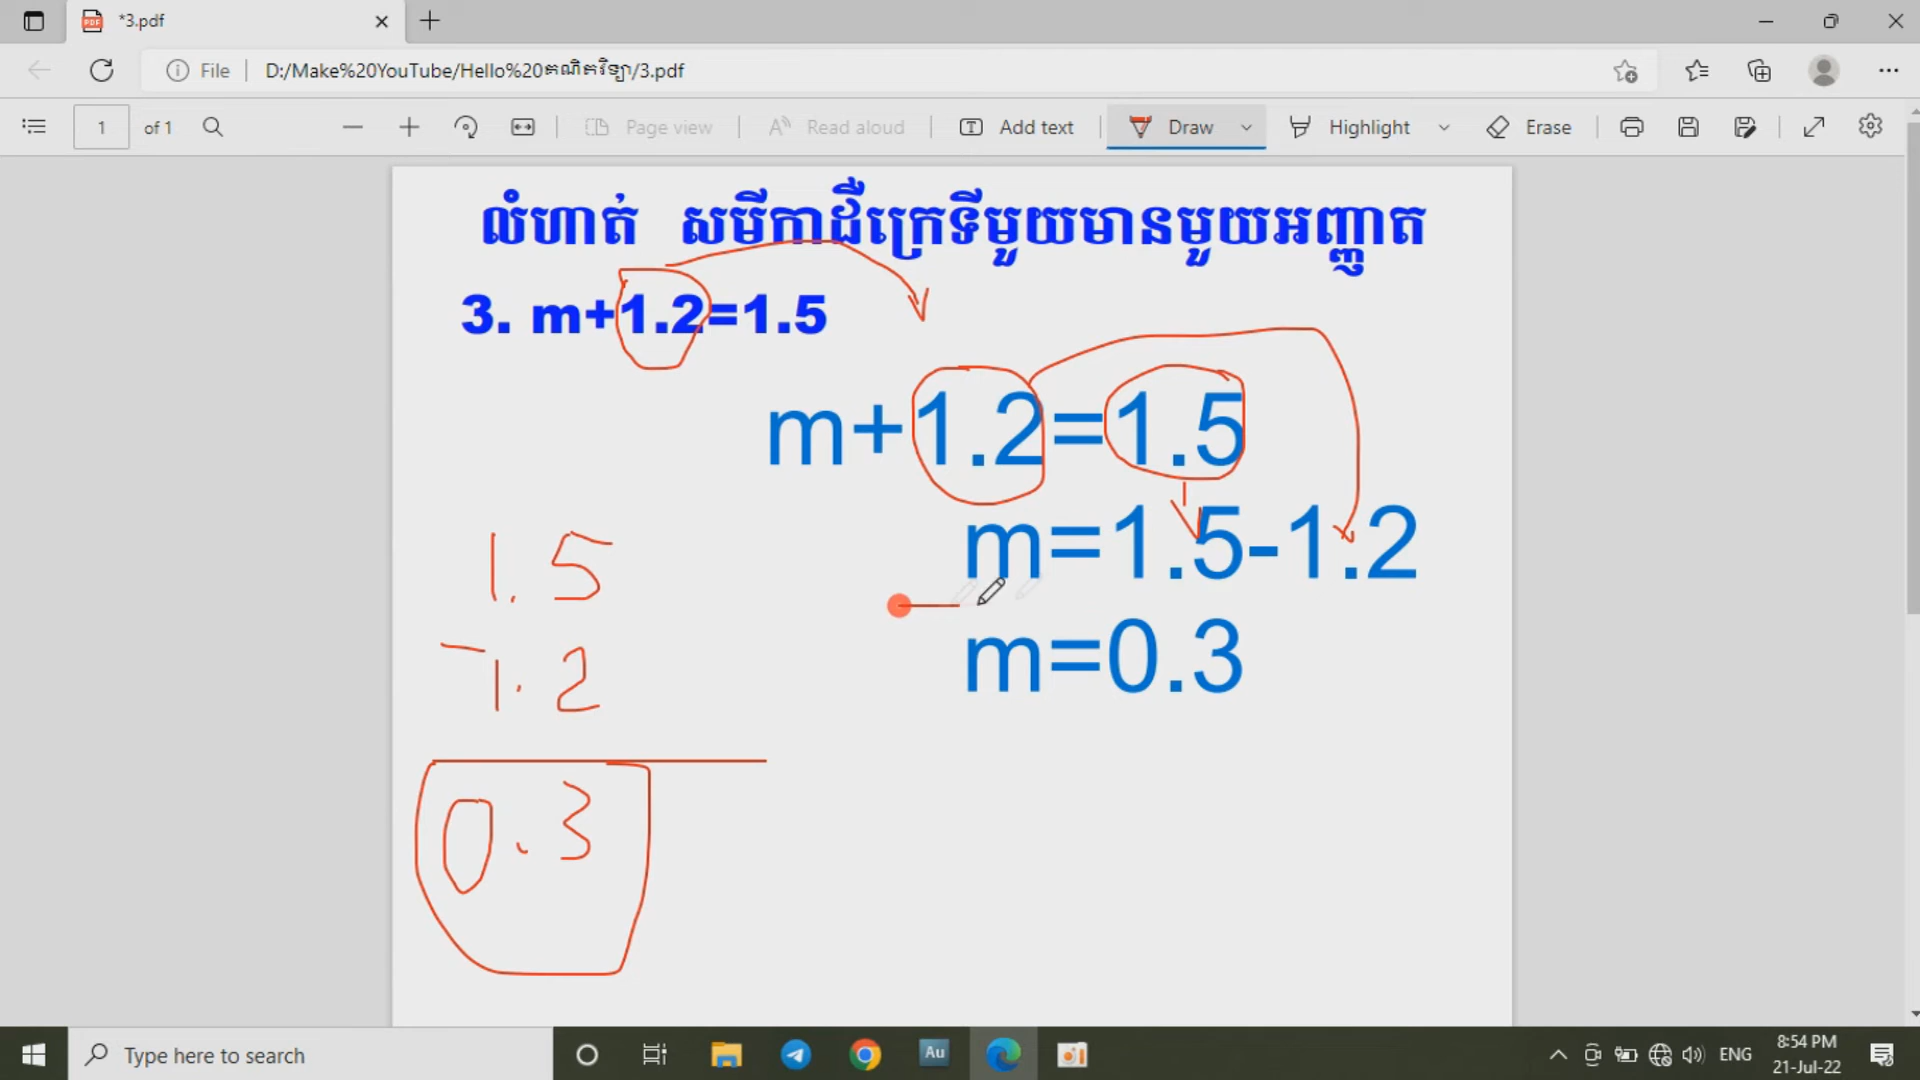 *3.pdf
File
D:/Make%20YouTube/Hello%20គណិតវិទ្យា/3.pdf
1 of 1
Page view
Read aloud
Add text
Draw
Highlight
Erase
លំហាត់ សមីកាដឺក្រេទីមួយមានមួយអញ្ញាត
3. m+1.2=1.5
m+1.2=1.5
m=1.5-1.2
m=0.3
1.5
-1.2
0.3
Type here to search
Au
ENG
8:54 PM
21-Jul-22